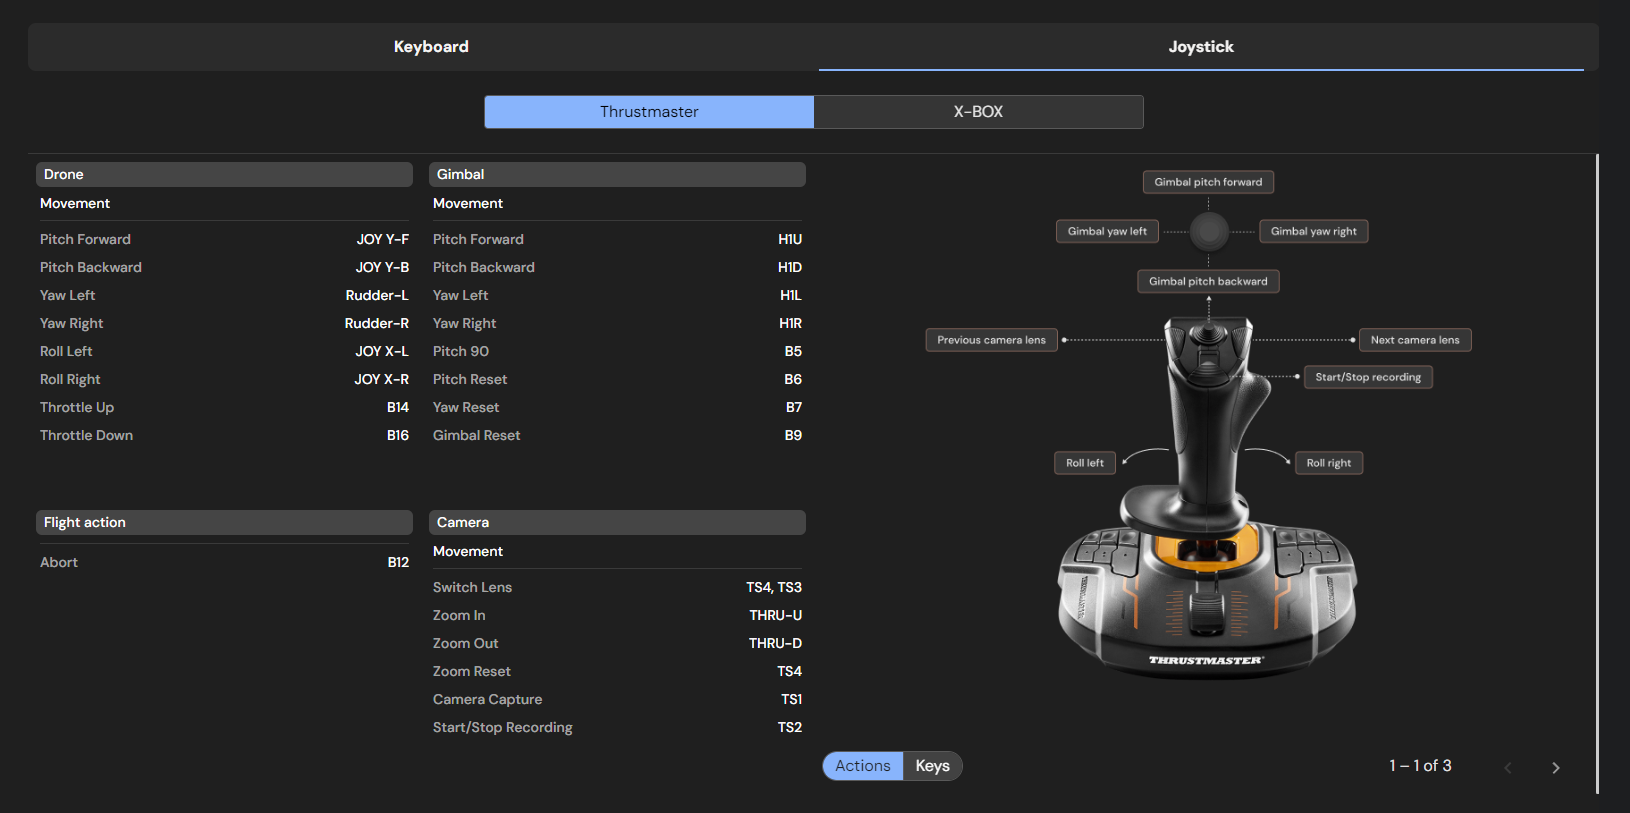 Keyboard
Joystick
Thrustmaster
X-BOX
Drone
Movement
Pitch Forward JOY Y-F
Pitch Backward JOY Y-B
Yaw Left Rudder-L
Yaw Right Rudder-R
Roll Left JOY X-L
Roll Right JOY X-R
Throttle Up B14
Throttle Down B16
Gimbal
Movement
Pitch Forward H1U
Pitch Backward H1D
Yaw Left H1L
Yaw Right H1R
Pitch 90 B5
Pitch Reset B6
Yaw Reset B7
Gimbal Reset B9
Flight action
Abort B12
Camera
Movement
Switch Lens TS4, TS3
Zoom In THRU-U
Zoom Out THRU-D
Zoom Reset TS4
Camera Capture TS1
Start/Stop Recording TS2
Gimbal pitch forward
Gimbal yaw left
Gimbal yaw right
Gimbal pitch backward
Previous camera lens
Next camera lens
Start/Stop recording
Roll left
Roll right
THRUSTMASTER
Actions
Keys
1 – 1 of 3